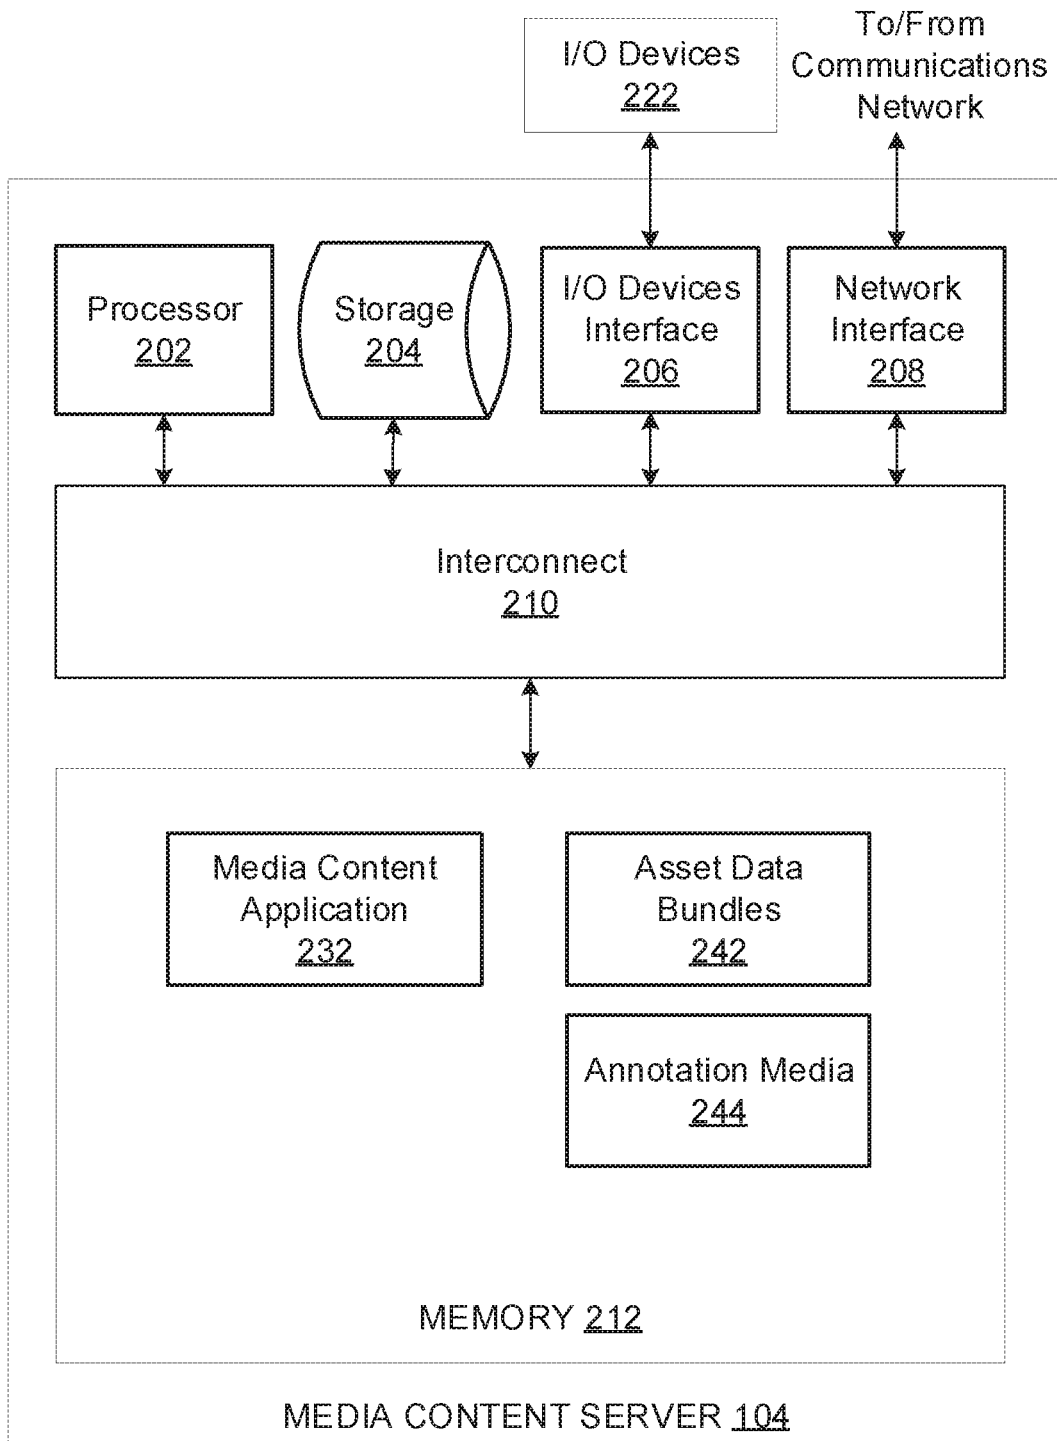 I/O Devices
222
To/From
Communications
Network
Processor
202
Storage
204
I/O Devices
Interface
206
Network
Interface
208
Interconnect
210
Media Content
Application
232
Asset Data
Bundles
242
Annotation Media
244
MEMORY 212
MEDIA CONTENT SERVER 104